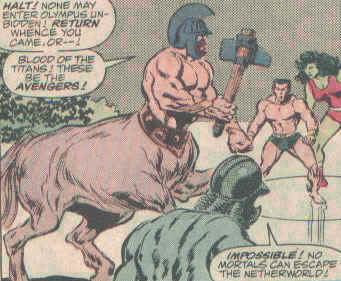 HALT! NONE MAY
ENTER OLYMPUS UN-
BIDDEN! RETURN
WHENCE YOU
CAME, OR--!
BLOOD OF THE
TITANS! THESE
BE THE
AVENGERS!
IMPOSSIBLE! NO
MORTALS CAN ESCAPE
THE NETHERWORLD!